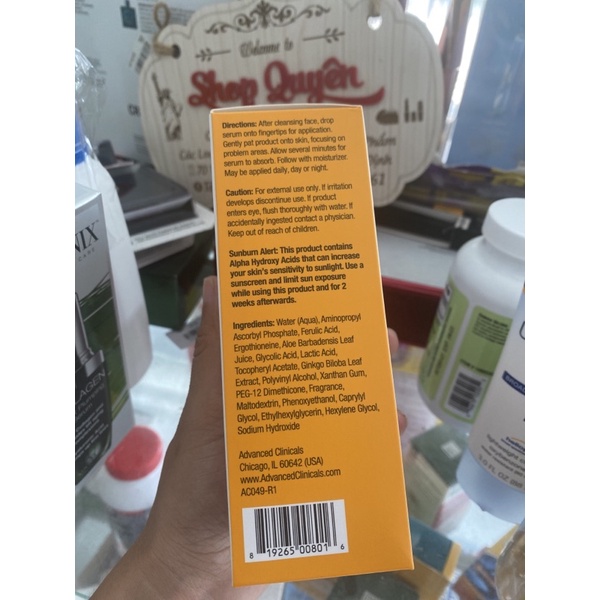 Welcome to
Shop Quyên
Các
NIX
LAGEN
Directions: After cleansing face, drop
serum onto fingertips for application.
Gently pat product onto skin, focusing on
problem areas. Allow several minutes for
serum to absorb. Follow with moisturizer.
May be applied daily, day or night.
Caution: For external use only. If irritation
develops discontinue use. If product
enters eye, flush thoroughly with water. If
accidentally ingested contact a physician.
Keep out of reach of children.
Sunburn Alert: This product contains
Alpha Hydroxy Acids that can increase
your skin's sensitivity to sunlight. Use a
sunscreen and limit sun exposure
while using this product and for 2
weeks afterwards.
Ingredients: Water (Aqua), Aminopropyl
Ascorbyl Phosphate, Ferulic Acid,
Ergothioneine, Aloe Barbadensis Leaf
Juice, Glycolic Acid, Lactic Acid,
Tocopheryl Acetate, Ginkgo Biloba Leaf
Extract, Polyvinyl Alcohol, Xanthan Gum,
PEG-12 Dimethicone, Fragrance,
Maltodextrin, Phenoxyethanol, Caprylyl
Glycol, Ethylhexylglycerin, Hexylene Glycol,
Sodium Hydroxide
Advanced Clinicals
Chicago, IL 60642 (USA)
www.AdvancedClinicals.com
AC049-R1
8 19265 00801 6